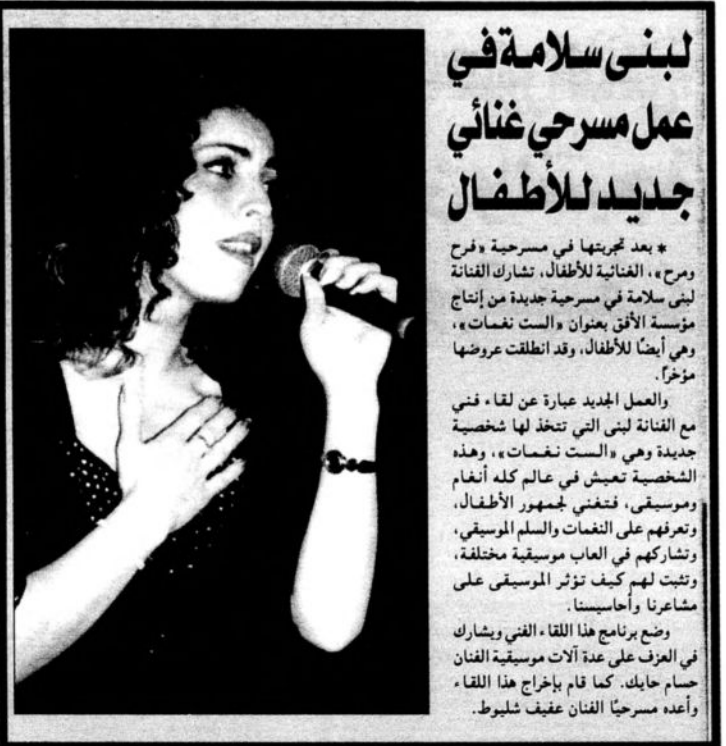 لبنى سلامة في
عمل مسرحي غنائي
جديد للأطفال
* بعد تجربتها في مسرحية «فرح
ومرح»، الغنائية للأطفال، تشارك الفنانة
لبنى سلامة في مسرحية جديدة من إنتاج
مؤسسة الأفق بعنوان «الست نغمات»،
وهي أيضًا للأطفال، وقد انطلقت عروضها
مؤخرًا.
والعمل الجديد عبارة عن لقاء فني
مع الفنانة لبنى التي تتخذ لها شخصية
جديدة وهي «الست نغمات»، وهذه
الشخصية تعيش في عالم كله أنغام
وموسيقى، فتغني لجمهور الأطفال،
وتعرفهم على النغمات والسلم الموسيقي،
وتشاركهم في العاب موسيقية مختلفة،
وتثبت لهم كيف تؤثر الموسيقى على
مشاعرنا وأحاسيسنا.
وضع برنامج هذا اللقاء الفني ويشارك
في العزف على عدة آلات موسيقية الفنان
حسام حايك. كما قام بإخراج هذا اللقاء
وأعده مسرحيًا الفنان عفيف شليوط.